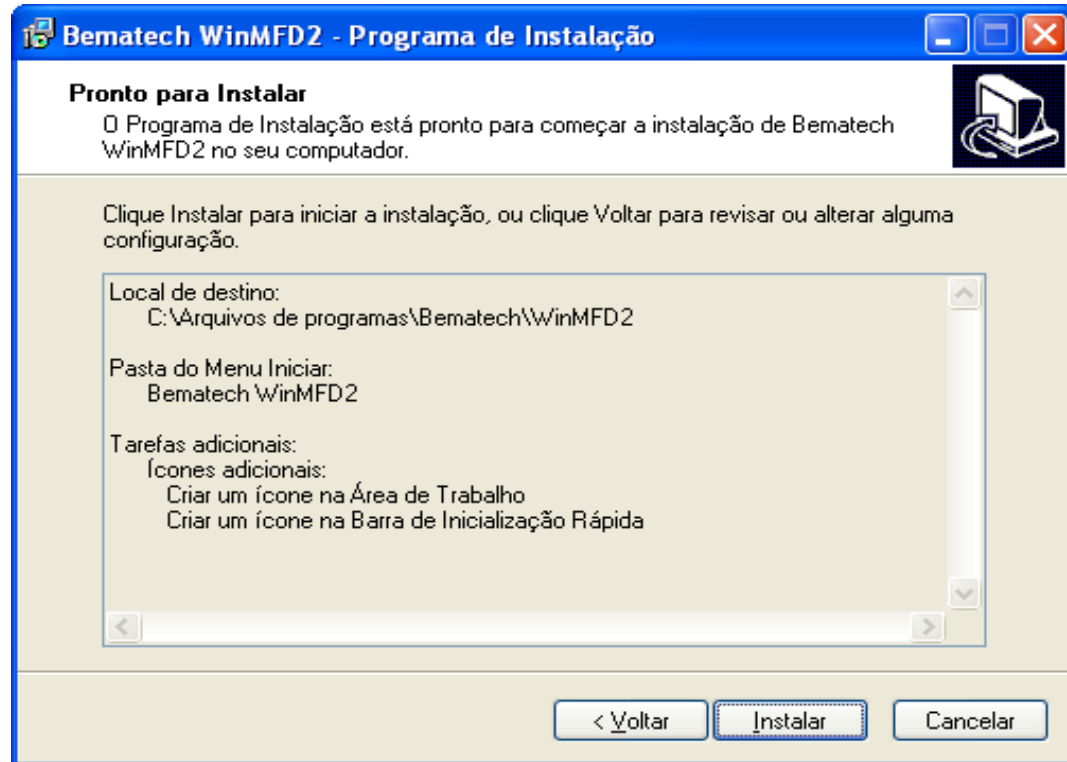 Bematech WinMFD2 - Programa de Instalação
Pronto para Instalar
O Programa de Instalação está pronto para começar a instalação de Bematech
WinMFD2 no seu computador.
Clique Instalar para iniciar a instalação, ou clique Voltar para revisar ou alterar alguma
configuração.
Local de destino:
C:\Arquivos de programas\Bematech\WinMFD2
Pasta do Menu Iniciar:
Bematech WinMFD2
Tarefas adicionais:
Ícones adicionais:
Criar um ícone na Área de Trabalho
Criar um ícone na Barra de Inicialização Rápida
< Voltar
Instalar
Cancelar